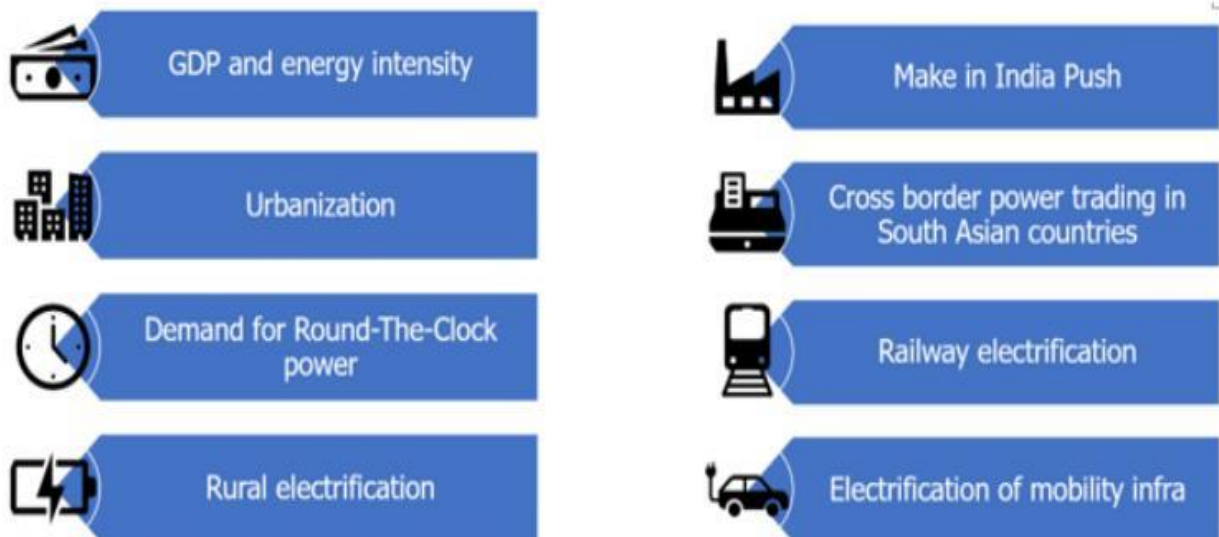 GDP and energy intensity
Urbanization
Demand for Round-The-Clock
power
Rural electrification
Make in India Push
Cross border power trading in
South Asian countries
Railway electrification
Electrification of mobility infra